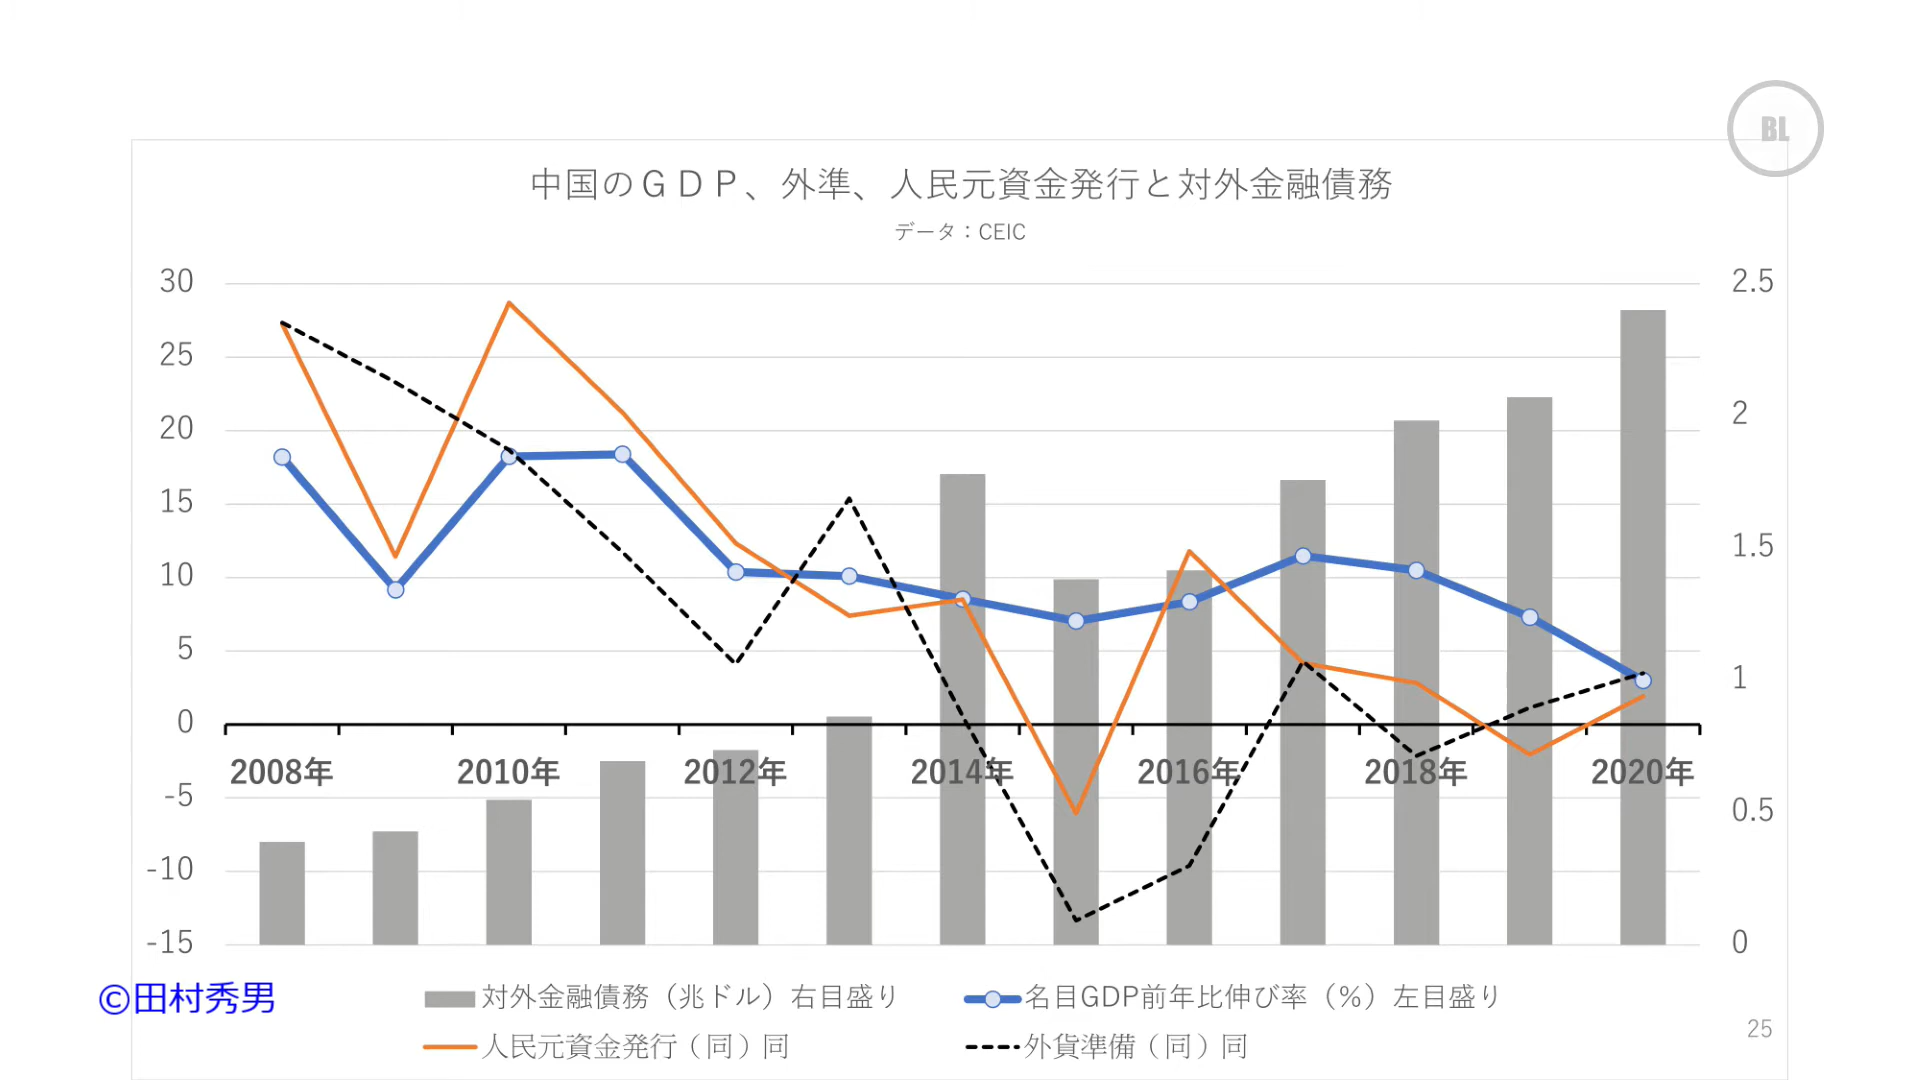 BL
中国のＧＤＰ、外準、人民元資金発行と対外金融債務
データ：CEIC
30
25
20
15
10
5
0
-5
-10
-15
2.5
2
1.5
1
0.5
0
2008年 2010年 2012年 2014年 2016年 2018年 2020年
対外金融債務（兆ドル）右目盛り 名目GDP前年比伸び率（%）左目盛り
人民元資金発行（同）同 外貨準備（同）同
©田村秀男
25